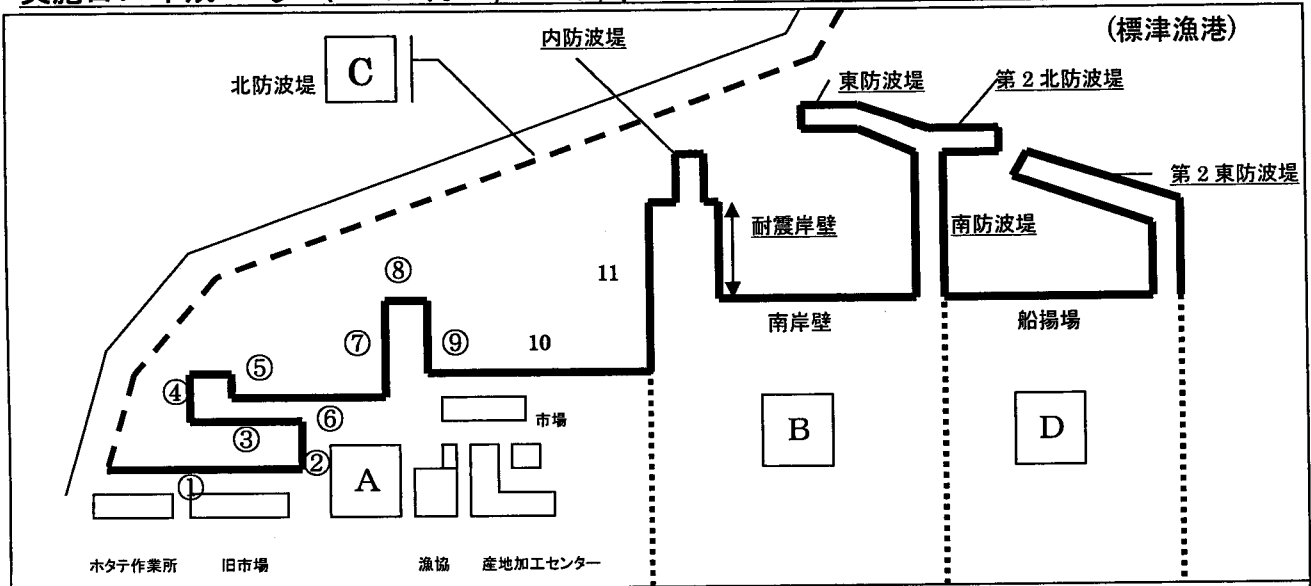 (標津漁港)
内防波堤
C
北防波堤
東防波堤
第2北防波堤
第2東防波堤
耐震岸壁
南防波堤
11
⑧
南岸壁
船揚場
⑦
⑨
10
⑤
④
⑥
市場
③
B
D
②
A
①
ホタテ作業所
旧市場
漁協
産地加工センター